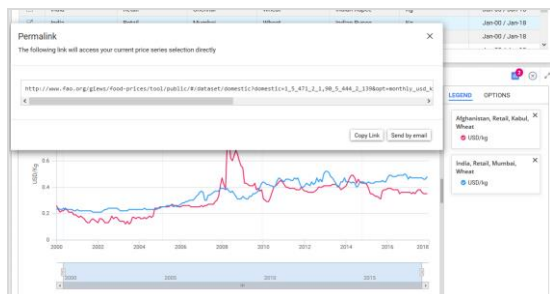 India Retail Mumbai Wheat Indian Rupee Kg Jan-00 / Jan-18
Jan-00 / Jan-18
Permalink
The following link will access your current price series selection directly
http://www.fao.org/giews/food-prices/tool/public/#/dataset/domestic?domestic=1_5_471_2_1,90_5_444_2_139&opt=monthly_usd_k
Copy Link Send by email
2
LEGEND OPTIONS
Afghanistan, Retail, Kabul, Wheat
USD/kg
India, Retail, Mumbai, Wheat
USD/kg
USD/Kg
0.6
0.4
0.2
0
2000 2002 2004 2006 2008 2010 2012 2014 2016 2018
2000 2005 2010 2015